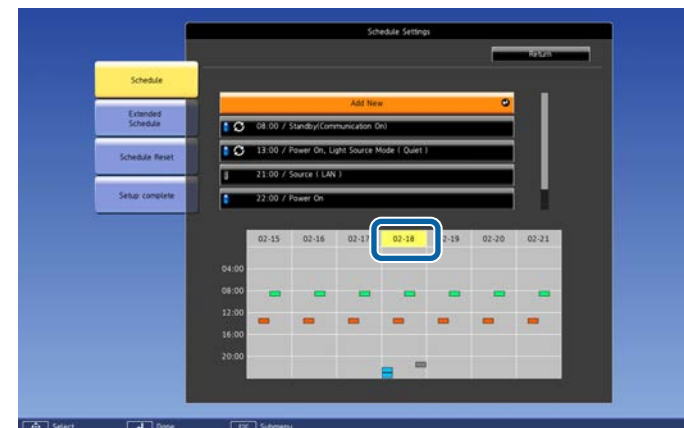 Schedule Settings
Return
Schedule
Extended
Schedule
Schedule Reset
Setup complete
Add New
08:00 / Standby(Communication On)
13:00 / Power On, Light Source Mode ( Quiet )
21:00 / Source ( LAN )
22:00 / Power On
02-15 02-16 02-17 02-18 02-19 02-20 02-21
04:00
08:00
12:00
16:00
20:00
Select Done Esc Submenu